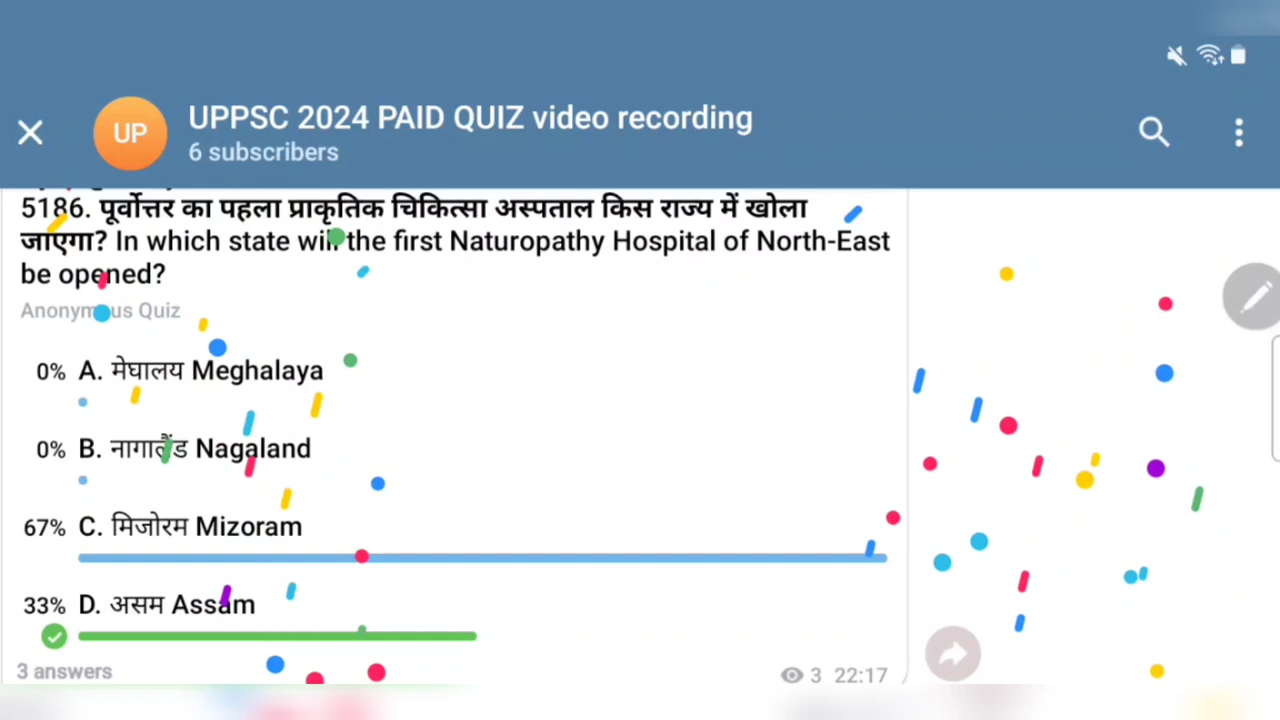 UP
UPPSC 2024 PAID QUIZ video recording
6 subscribers
5186. पूर्वोत्तर का पहला प्राकृतिक चिकित्सा अस्पताल किस राज्य में खोला
जाएगा? In which state will the first Naturopathy Hospital of North-East
be opened?
Anonymous Quiz
0% A. मेघालय Meghalaya
0% B. नागालैंड Nagaland
67% C. मिजोरम Mizoram
33% D. असम Assam
3 answers
3 22:17